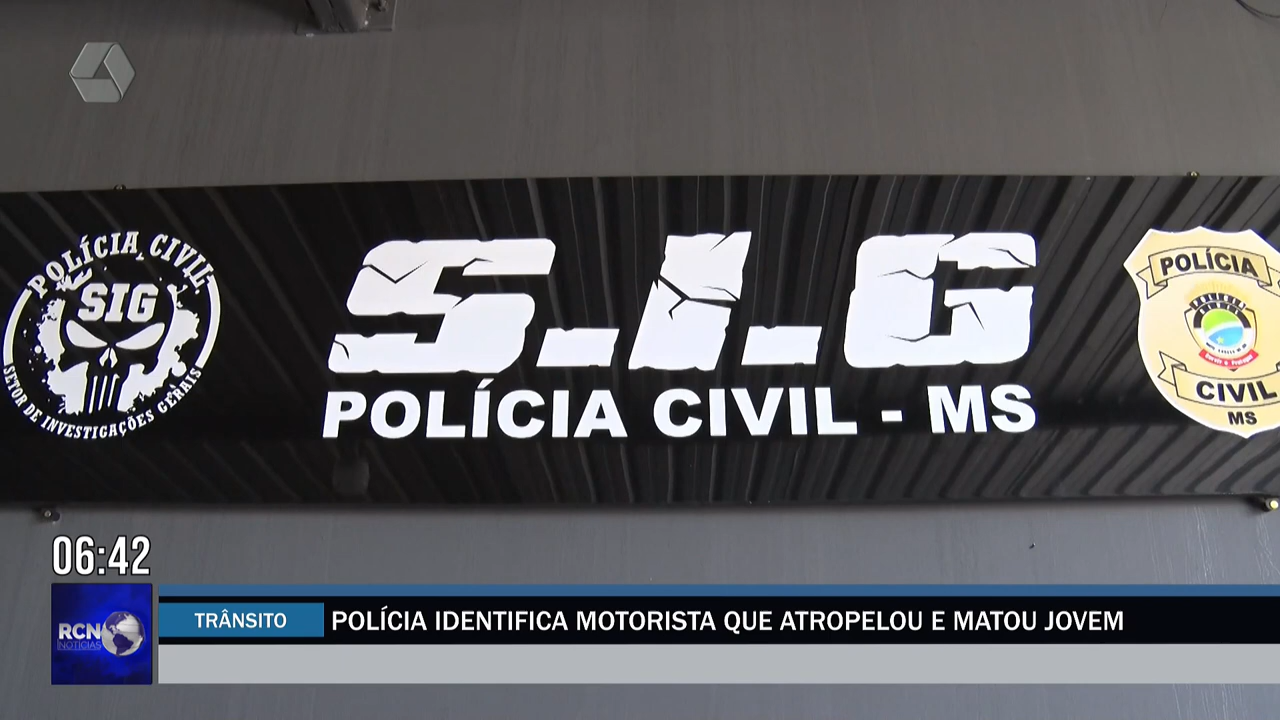 POLÍCIA CIVIL
SIG
SETOR DE INVESTIGAÇÕES GERAIS
S.I.G
POLÍCIA CIVIL - MS
POLÍCIA
CIVIL
MS
06:42
RCN
NOTÍCIAS
TRÂNSITO
POLÍCIA IDENTIFICA MOTORISTA QUE ATROPELOU E MATOU JOVEM